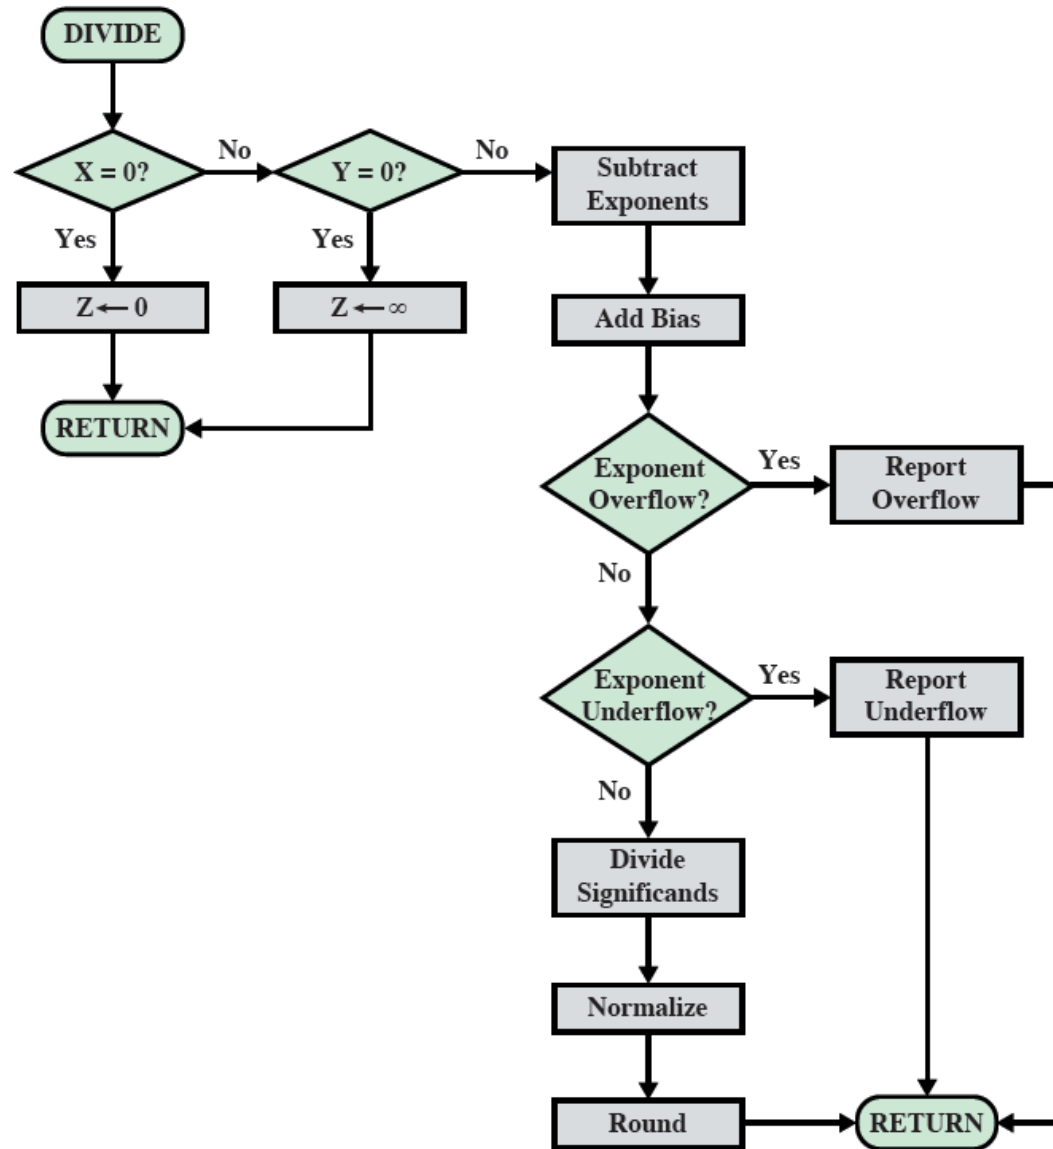 DIVIDE
X = 0?
No
Y = 0?
No
Subtract
Exponents
Yes
Yes
Z ← 0
Z ← ∞
Add Bias
RETURN
Exponent
Overflow?
Yes
Report
Overflow
No
Exponent
Underflow?
Yes
Report
Underflow
No
Divide
Significands
Normalize
Round
RETURN